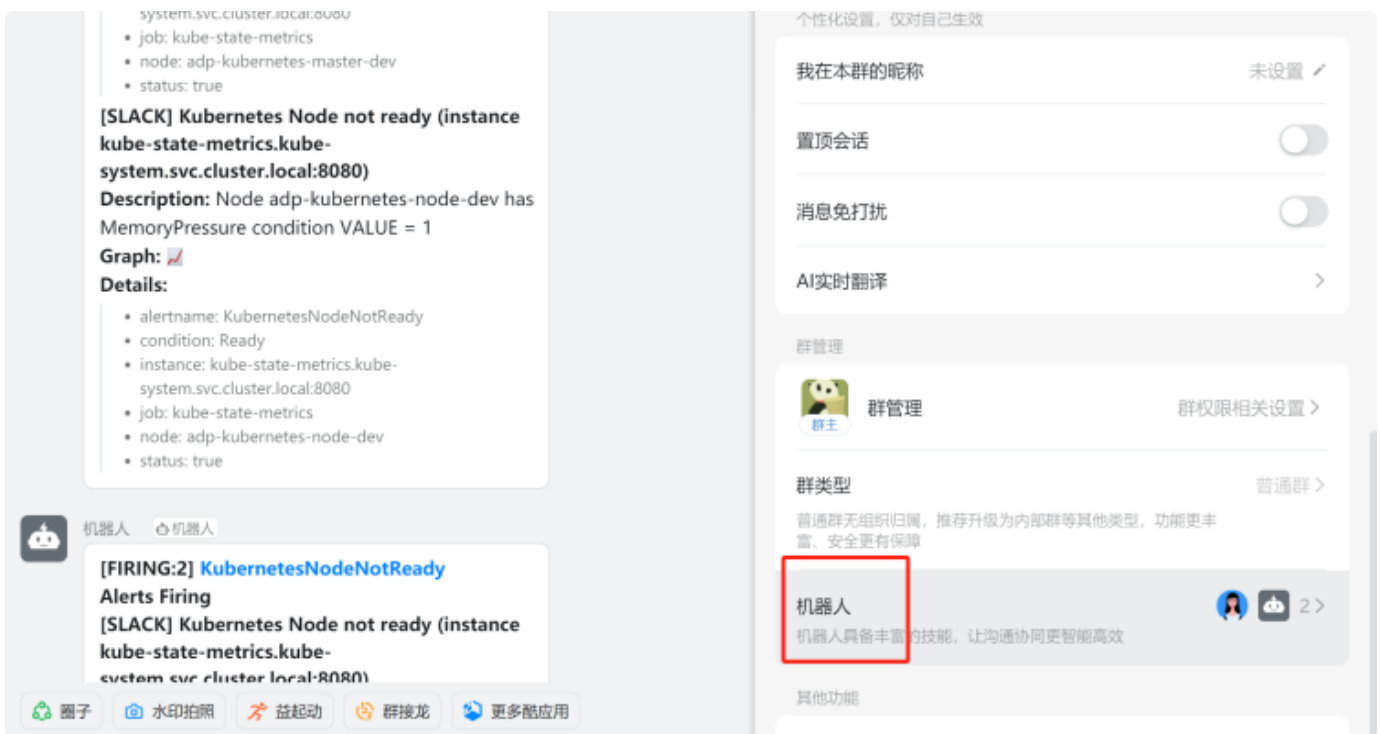 system.svc.cluster.local:8080
• job: kube-state-metrics
• node: adp-kubernetes-master-dev
• status: true
[SLACK] Kubernetes Node not ready (instance
kube-state-metrics.kube-
system.svc.cluster.local:8080)
Description: Node adp-kubernetes-node-dev has
MemoryPressure condition VALUE = 1
Graph: 📈
Details:
• alertname: KubernetesNodeNotReady
• condition: Ready
• instance: kube-state-metrics.kube-
system.svc.cluster.local:8080
• job: kube-state-metrics
• node: adp-kubernetes-node-dev
• status: true
机器人 机器人
[FIRING:2] KubernetesNodeNotReady
Alerts Firing
[SLACK] Kubernetes Node not ready (instance
kube-state-metrics.kube-
system.svc.cluster.local:8080)
圈子 水印拍照 益起动 群接龙 更多酷应用
个性化设置，仅对自己生效
我在本群的昵称 未设置
置顶会话
消息免打扰
AI实时翻译
群管理
群主 群管理 群权限相关设置
群类型 普通群
普通群无组织归属，推荐升级为内部群等其他类型，功能更丰
富、安全更有保障
机器人 2
机器人具备丰富的技能，让沟通协同更智能高效
其他功能